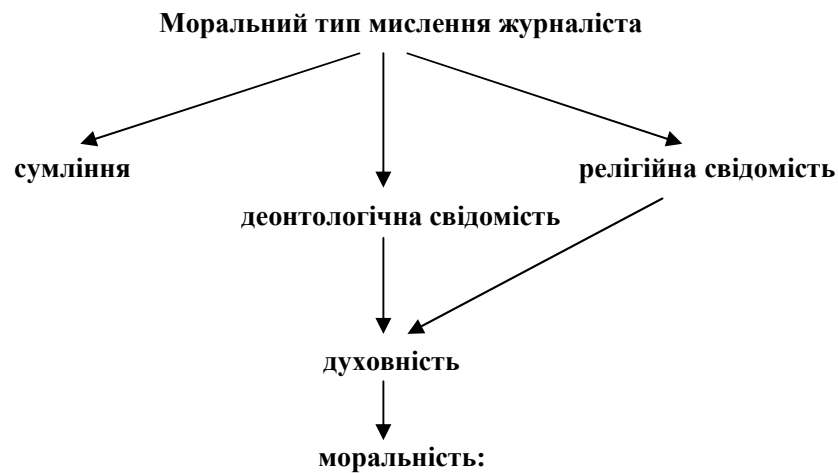 Моральний тип мислення журналіста
сумління
релігійна свідомість
деонтологічна свідомість
духовність
моральність: